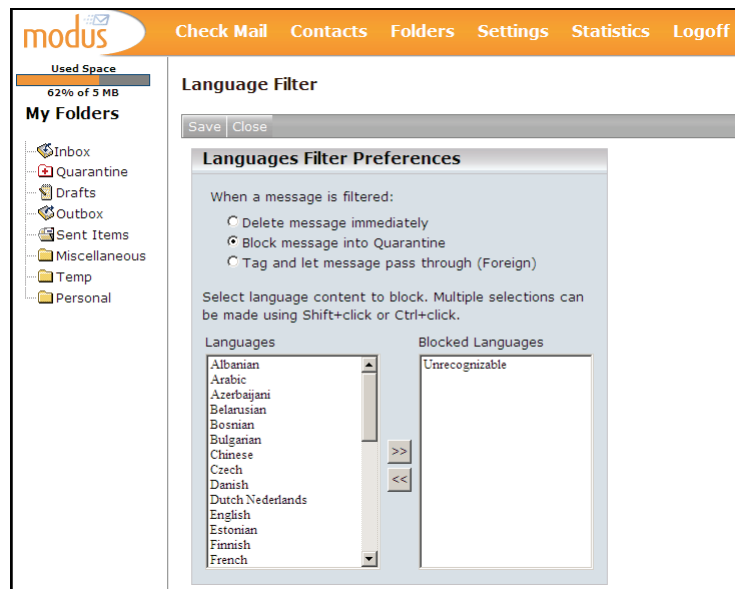 modus
Check Mail Contacts Folders Settings Statistics Logoff
Used Space
62% of 5 MB
My Folders
Inbox
Quarantine
Drafts
Outbox
Sent Items
Miscellaneous
Temp
Personal
Language Filter
Save Close
Languages Filter Preferences
When a message is filtered:
Delete message immediately
Block message into Quarantine
Tag and let message pass through (Foreign)
Select language content to block. Multiple selections can
be made using Shift+click or Ctrl+click.
Languages
Albanian
Arabic
Azerbaijani
Belarusian
Bosnian
Bulgarian
Chinese
Czech
Danish
Dutch Nederlands
English
Estonian
Finnish
French
>>
<<
Blocked Languages
Unrecognizable